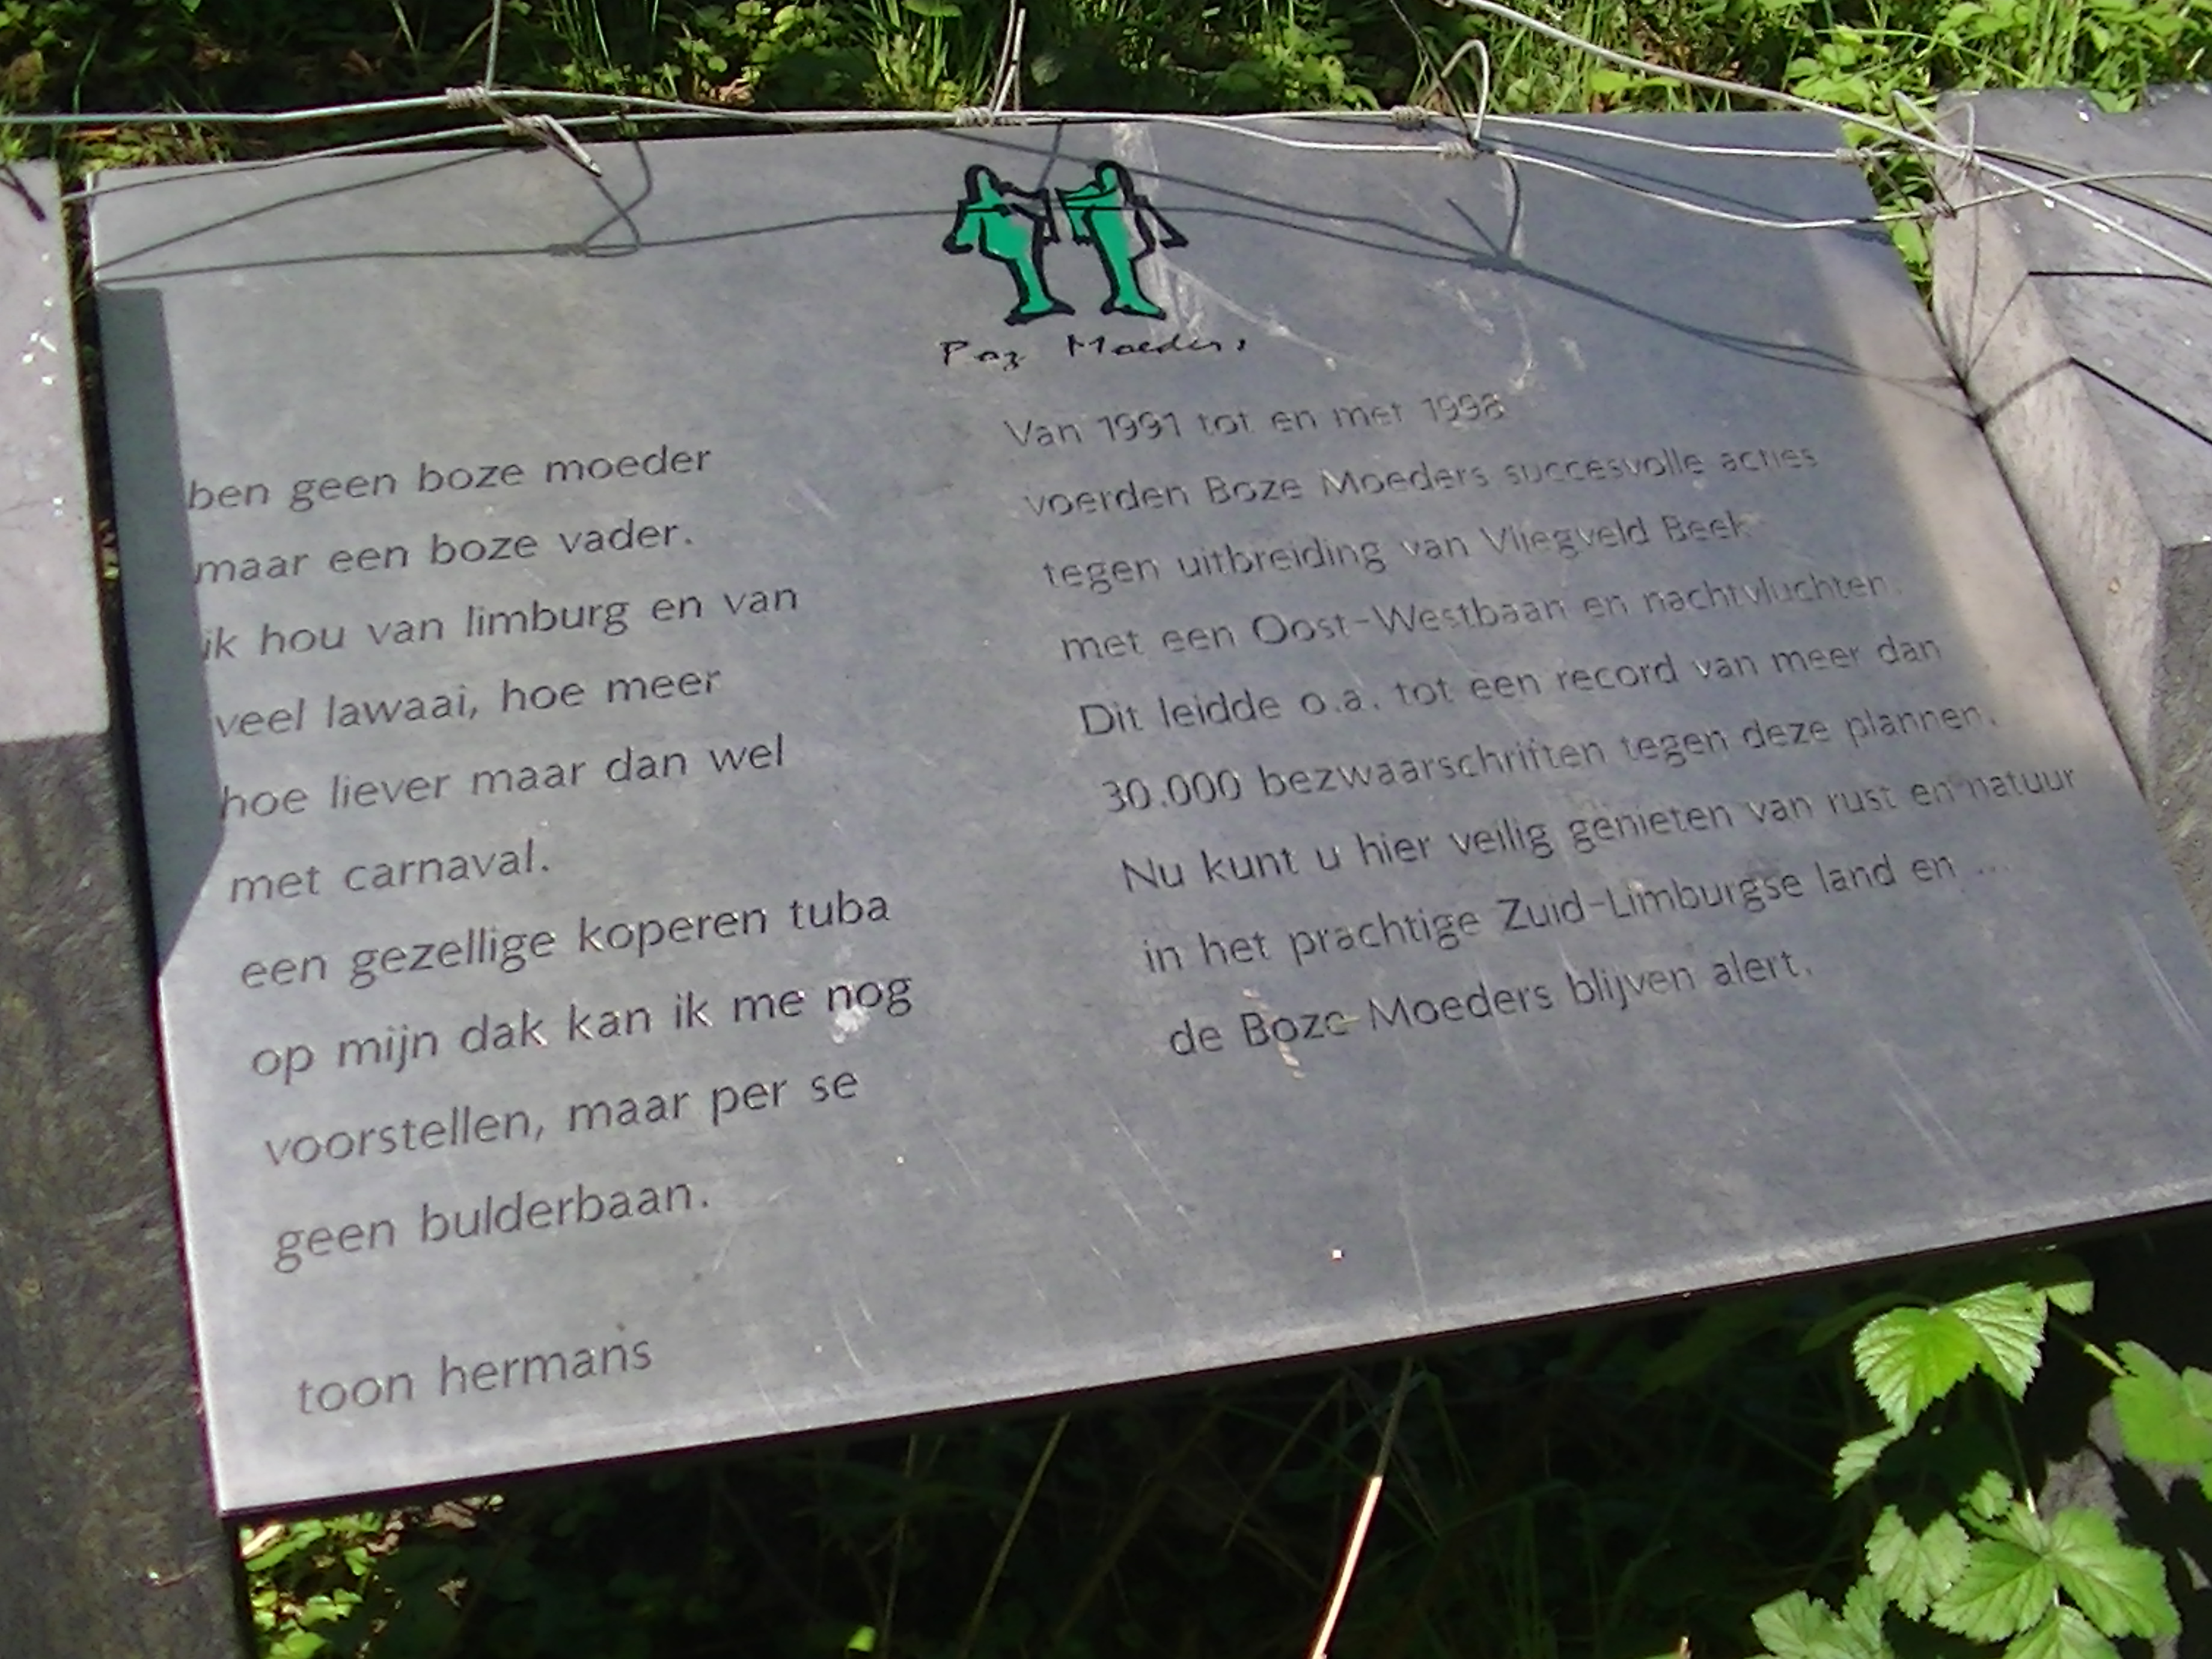 Boze Moeders
ben geen boze moeder
maar een boze vader.
ik hou van limburg en van
veel lawaai, hoe meer
hoe liever maar dan wel
met carnaval.
een gezellige koperen tuba
op mijn dak kan ik me nog
voorstellen, maar per se
geen bulderbaan.
toon hermans
Van 1991 tot en met 1998
voerden Boze Moeders succesvolle acties
tegen uitbreiding van Vliegveld Beek
met een Oost-Westbaan en nachtvluchten.
Dit leidde o.a. tot een record van meer dan
30.000 bezwaarschriften tegen deze plannen.
Nu kunt u hier veilig genieten van rust en natuur
in het prachtige Zuid-Limburgse land en ...
de Boze Moeders blijven alert.